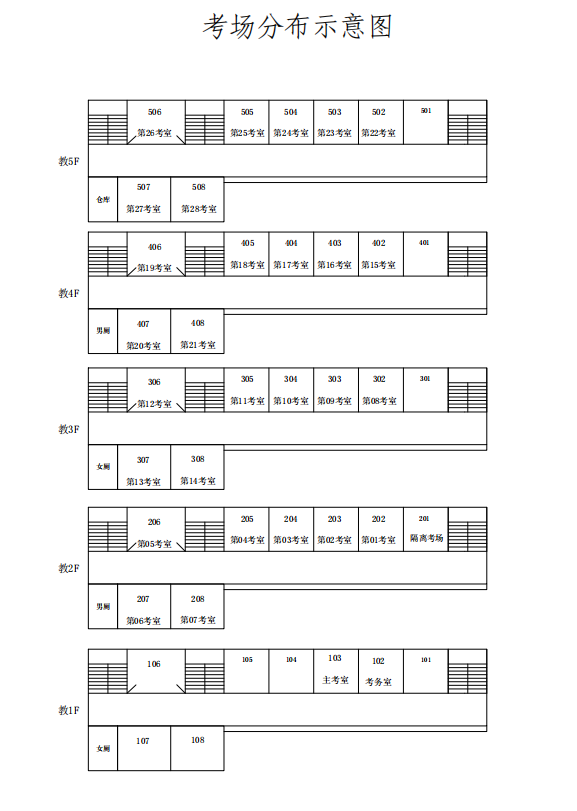 考场分布示意图
506 505 504 503 502 501
第26考室 第25考室 第24考室 第23考室 第22考室
教5F
仓库 507 508
第27考室 第28考室
406 405 404 403 402 401
第19考室 第18考室 第17考室 第16考室 第15考室
教4F
男厕 407 408
第20考室 第21考室
306 305 304 303 302 301
第12考室 第11考室 第10考室 第09考室 第08考室
教3F
女厕 307 308
第13考室 第14考室
206 205 204 203 202 201
第05考室 第04考室 第03考室 第02考室 第01考室 隔离考场
教2F
男厕 207 208
第06考室 第07考室
106 105 104 103 102 101
主考室 考务室
教1F
女厕 107 108